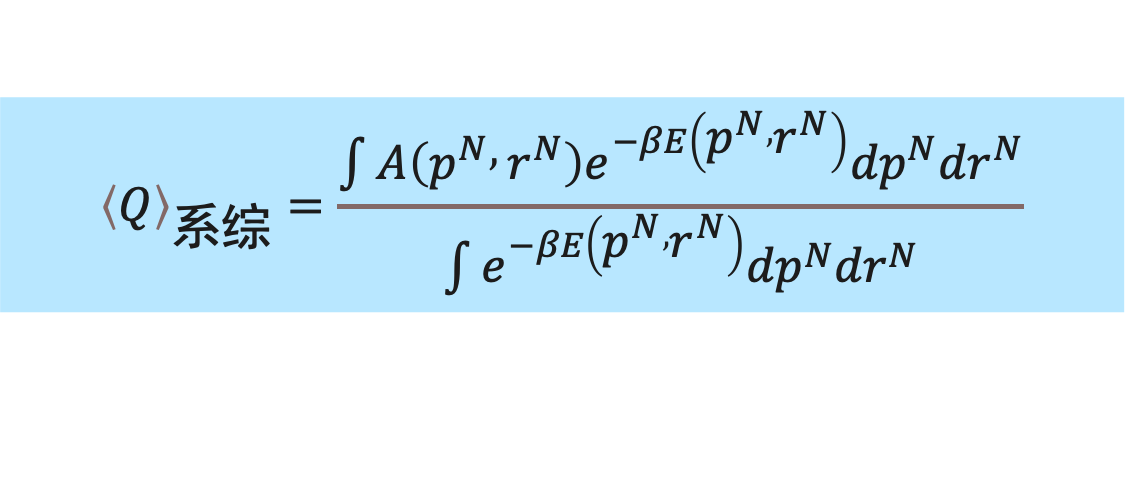 ⟨Q⟩系综 = ∫ A(p^N, r^N)e^{−βE(p^N, r^N)} dp^N dr^N / ∫ e^{−βE(p^N, r^N)} dp^N dr^N